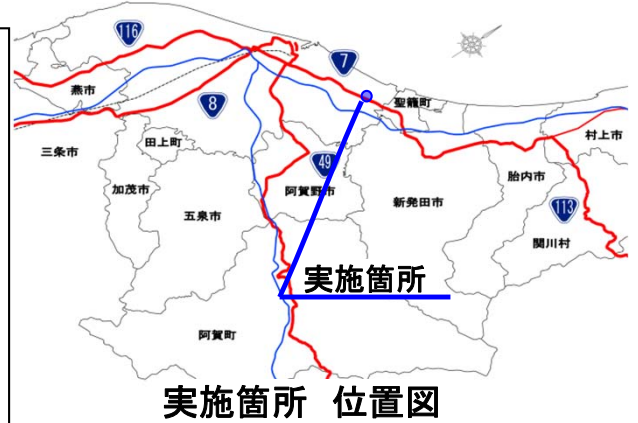 116
7
燕市
8
聖籠町
三条市
田上町
村上市
49
加茂市
阿賀野市
胎内市
五泉市
新発田市
113
関川村
実施箇所
阿賀町
実施箇所 位置図